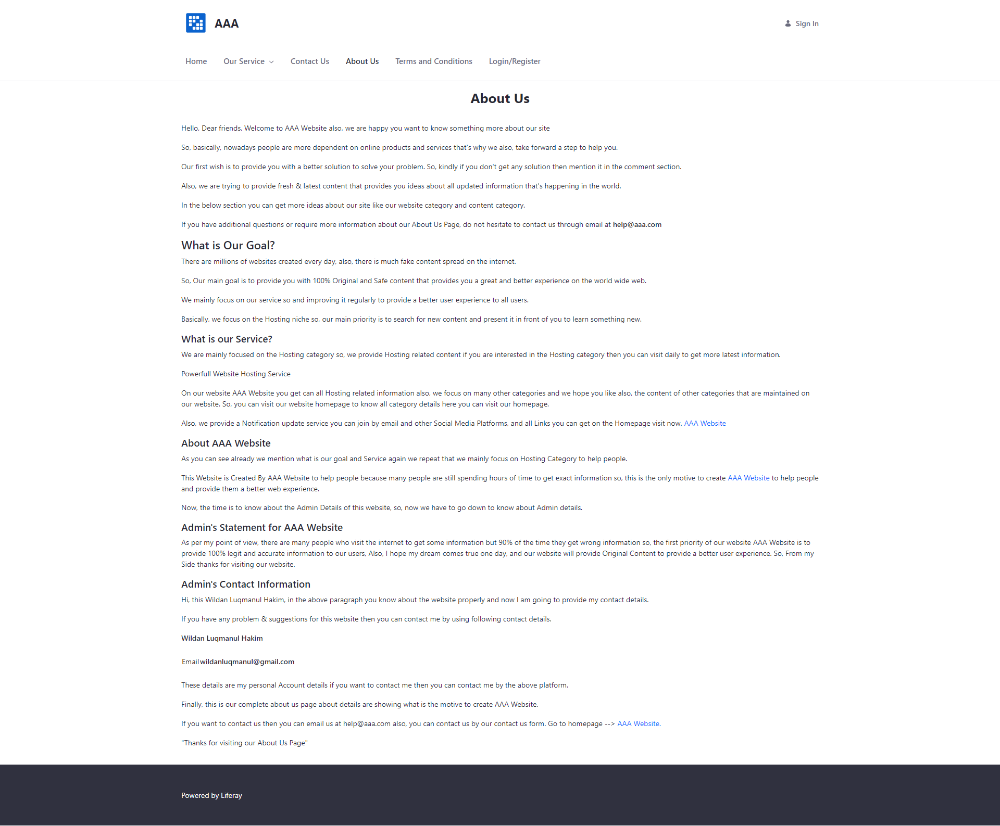 AAA
Sign In
Home Our Service Contact Us About Us Terms and Conditions Login/Register
About Us
Hello, Dear friends, Welcome to AAA Website also, we are happy you want to know something more about our site
So, basically, nowadays people are more dependent on online products and services that's why we also, take forward a step to help you.
Our first wish is to provide you with a better solution to solve your problem. So, kindly if you don't get any solution then mention it in the comment section.
Also, we are trying to provide fresh & latest content that provides you ideas about all updated information that's happening in the world.
In the below section you can get more ideas about our site like our website category and content category.
If you have additional questions or require more information about our About Us Page, do not hesitate to contact us through email at help@aaa.com
What is Our Goal?
There are millions of websites created every day, also, there is much fake content spread on the internet.
So, Our main goal is to provide you with 100% Original and Safe content that provides you a great and better experience on the world wide web.
We mainly focus on our service so and improving it regularly to provide a better user experience to all users.
Basically, we focus on the Hosting niche so, our main priority is to search for new content and present it in front of you to learn something new.
What is our Service?
We are mainly focused on the Hosting category so, we provide Hosting related content if you are interested in the Hosting category then you can visit daily to get more latest information.
Powerfull Website Hosting Service
On our website AAA Website you get can all Hosting related information also, we focus on many other categories and we hope you like also, the content of other categories that are maintained on
our website. So, you can visit our website homepage to know all category details here you can visit our homepage.
Also, we provide a Notification update service you can join by email and other Social Media Platforms, and all Links you can get on the Homepage visit now. AAA Website
About AAA Website
As you can see already we mention what is our goal and Service again we repeat that we mainly focus on Hosting Category to help people.
This Website is Created By AAA Website to help people because many people are still spending hours of time to get exact information so, this is the only motive to create AAA Website to help people
and provide them a better web experience.
Now, the time is to know about the Admin Details of this website, so, now we have to go down to know about Admin details.
Admin's Statement for AAA Website
As per my point of view, there are many people who visit the internet to get some information but 90% of the time they get wrong information so, the first priority of our website AAA Website is to
provide 100% legit and accurate information to our users, Also, I hope my dream comes true one day, and our website will provide Original Content to provide a better user experience. So, From my
Side thanks for visiting our website.
Admin's Contact Information
Hi, this Wildan Luqmanul Hakim, in the above paragraph you know about the website properly and now I am going to provide my contact details.
If you have any problem & suggestions for this website then you can contact me by using following contact details.
Wildan Luqmanul Hakim
Email wildanluqmanul@gmail.com
These details are my personal Account details if you want to contact me then you can contact me by the above platform.
Finally, this is our complete about us page about details are showing what is the motive to create AAA Website.
If you want to contact us then you can email us at help@aaa.com also, you can contact us by our contact us form. Go to homepage --> AAA Website.
"Thanks for visiting our About Us Page"
Powered by Liferay